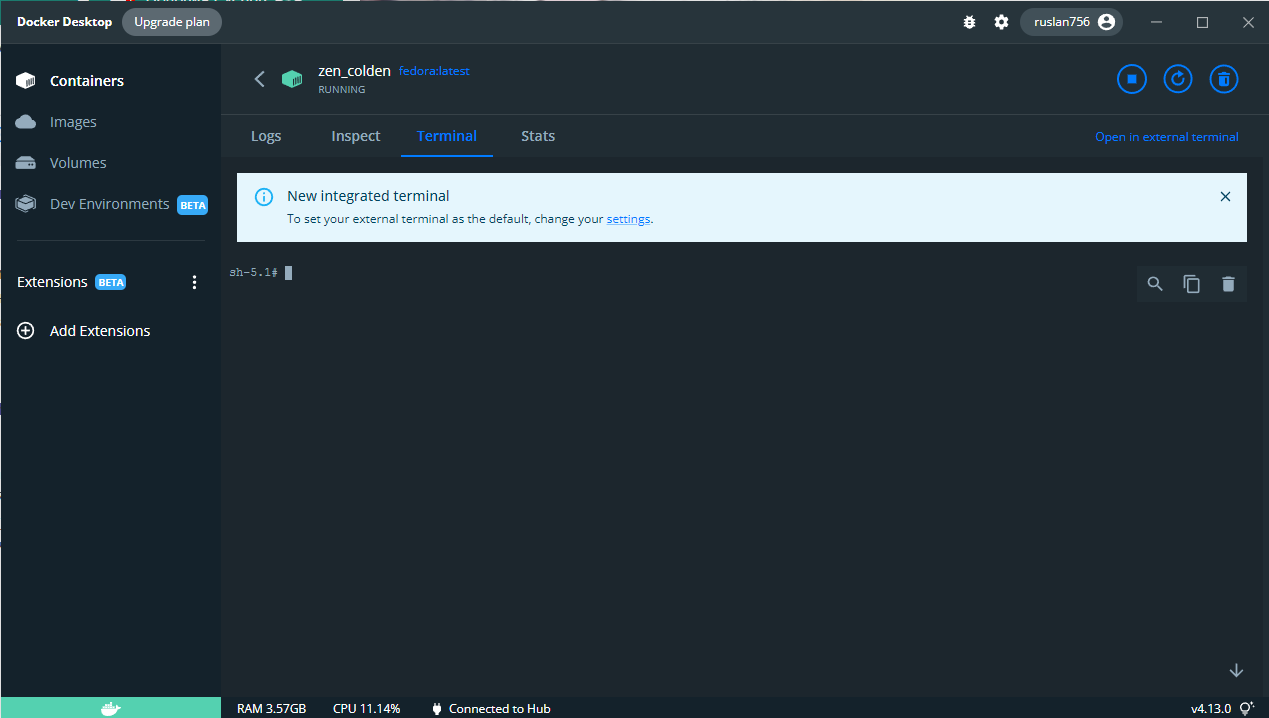 Docker Desktop Upgrade plan ruslan756
Containers
Images
Volumes
Dev Environments BETA
Extensions BETA
Add Extensions
zen_colden fedora:latest
RUNNING
Logs Inspect Terminal Stats Open in external terminal
New integrated terminal
To set your external terminal as the default, change your settings.
sh-5.1#
RAM 3.57GB CPU 11.14% Connected to Hub v4.13.0